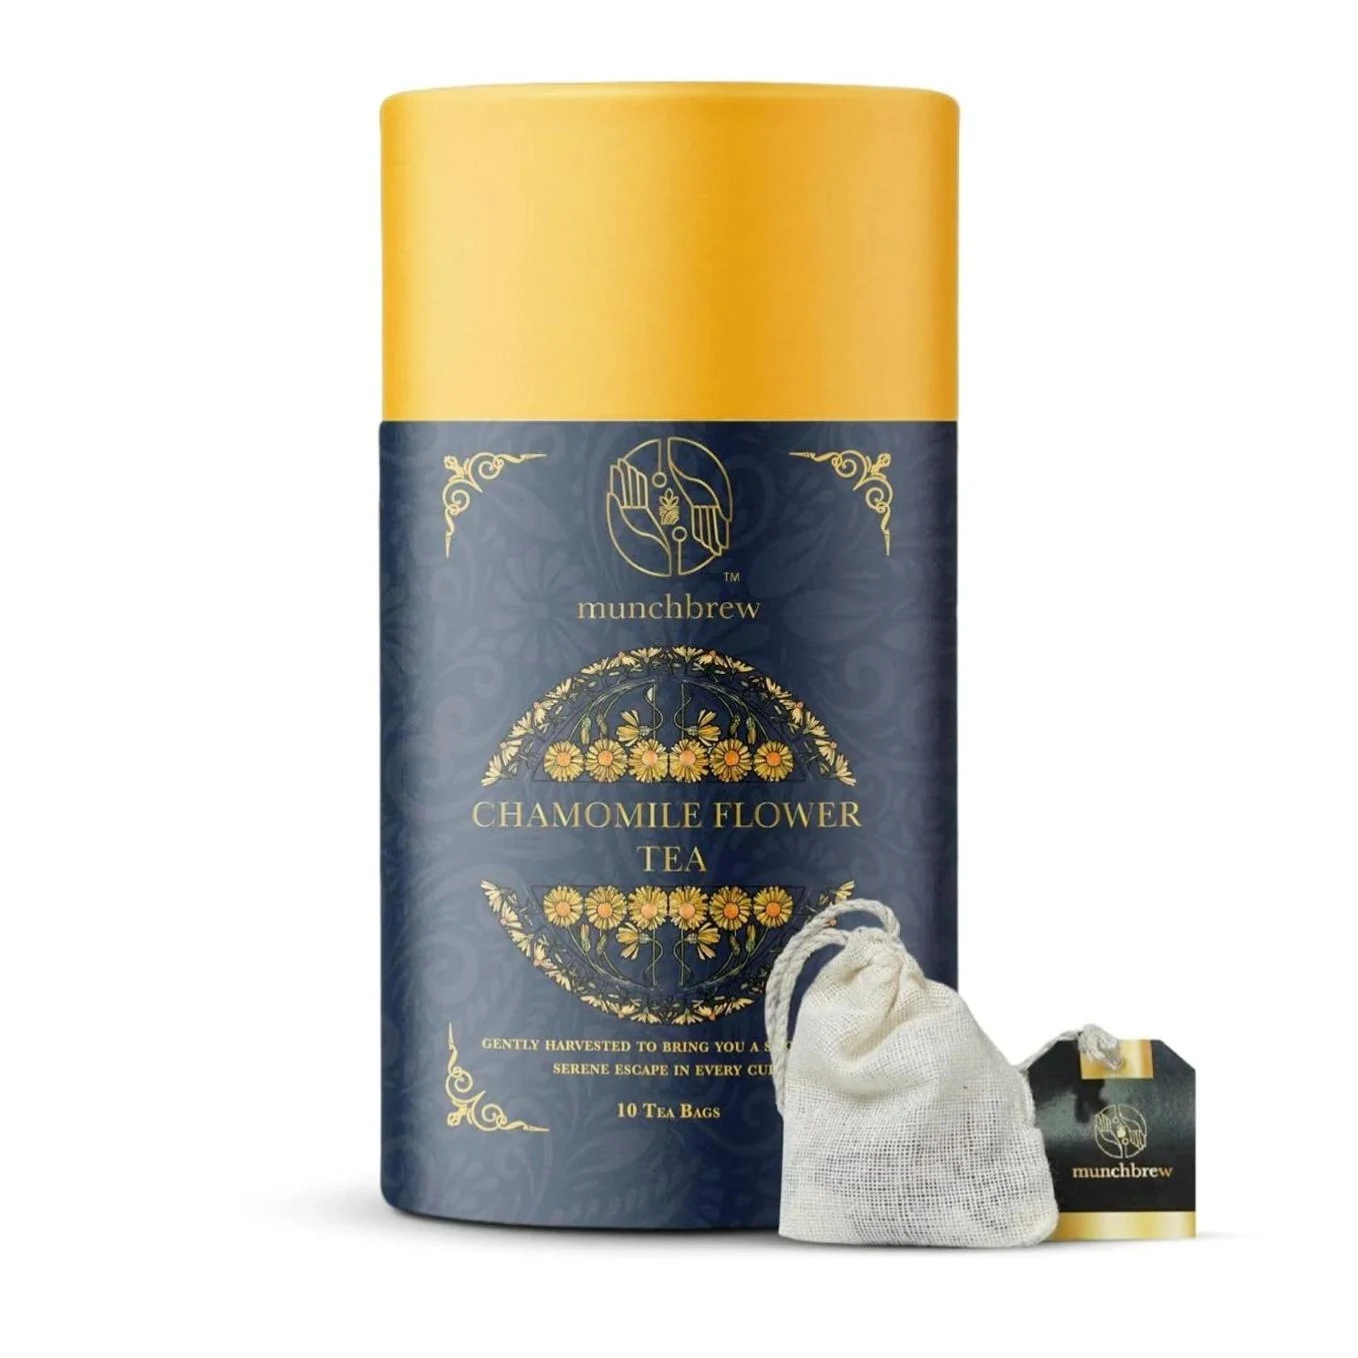 TM
munchbrew
CHAMOMILE FLOWER
TEA
GENTLY HARVESTED TO BRING YOU A
SERENE ESCAPE IN EVERY
10 TEA BAGS
munchbrew